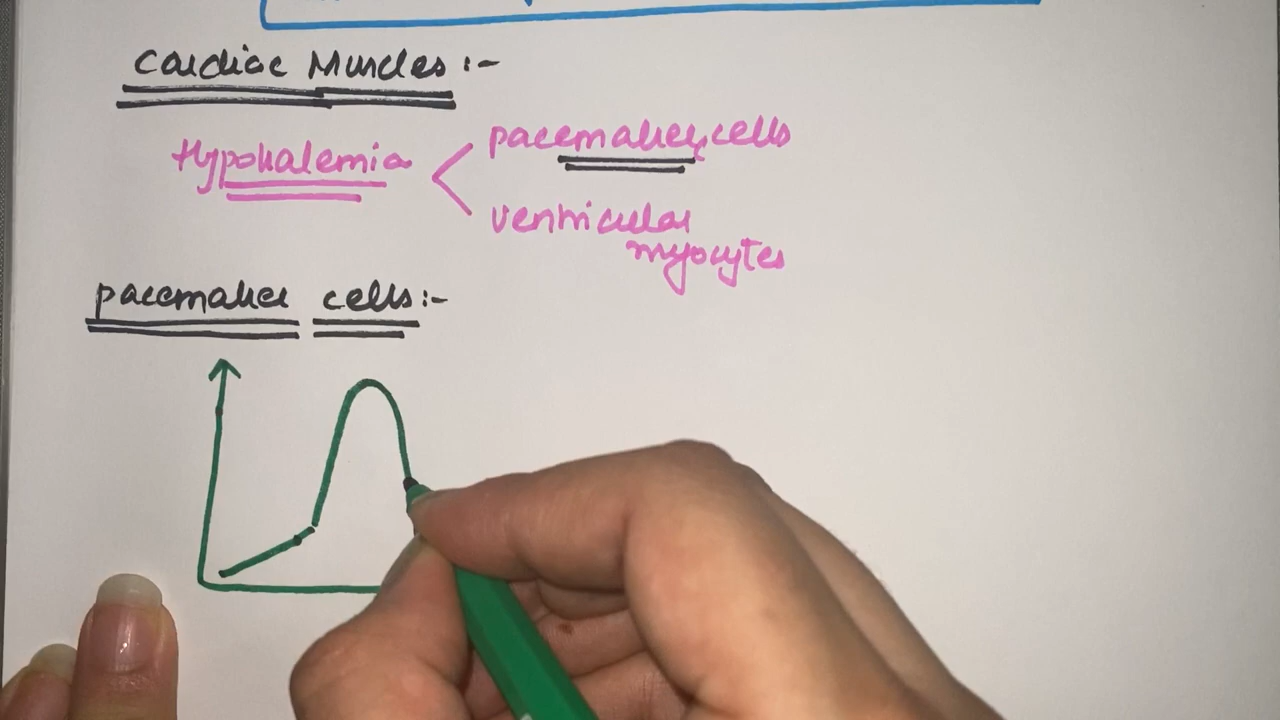 Cardiac Muscles :-
Hypokalemia
pacemaker cells
ventricular
myocytes
pacemaker cells:-